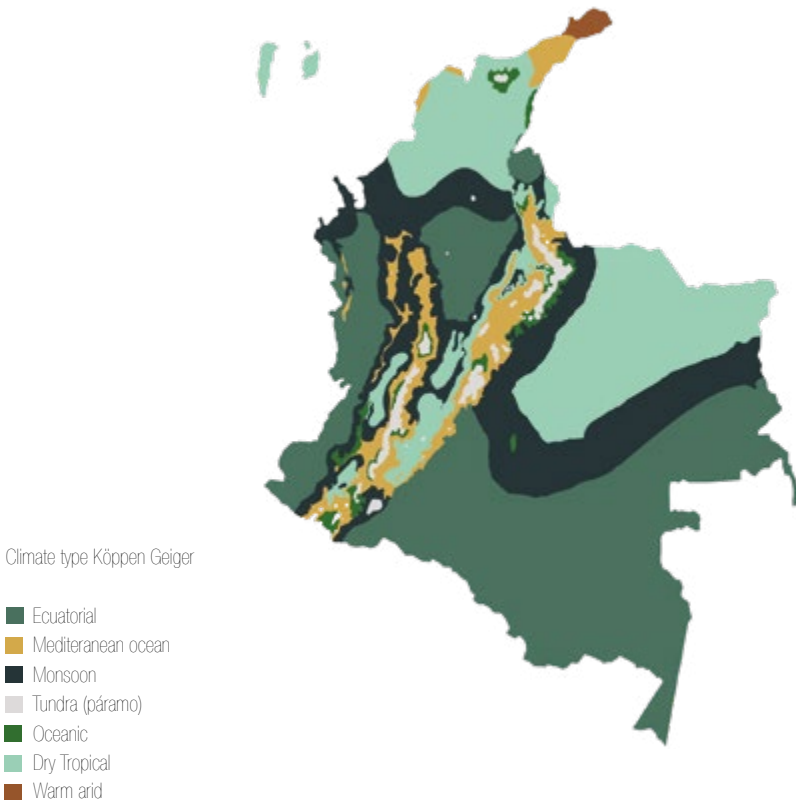 Climate type Köppen Geiger
Ecuatorial
Mediteranean ocean
Monsoon
Tundra (páramo)
Oceanic
Dry Tropical
Warm arid